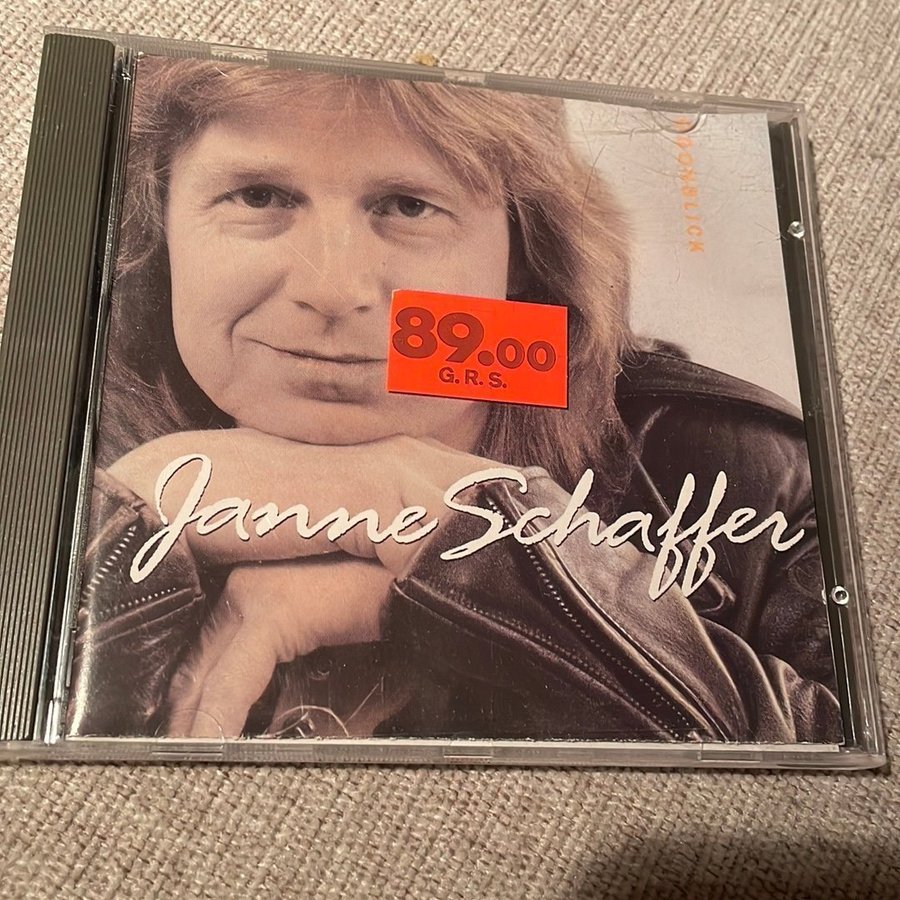 ÖGONBLICK
89.00
G.R.S.
Janne Schaffer